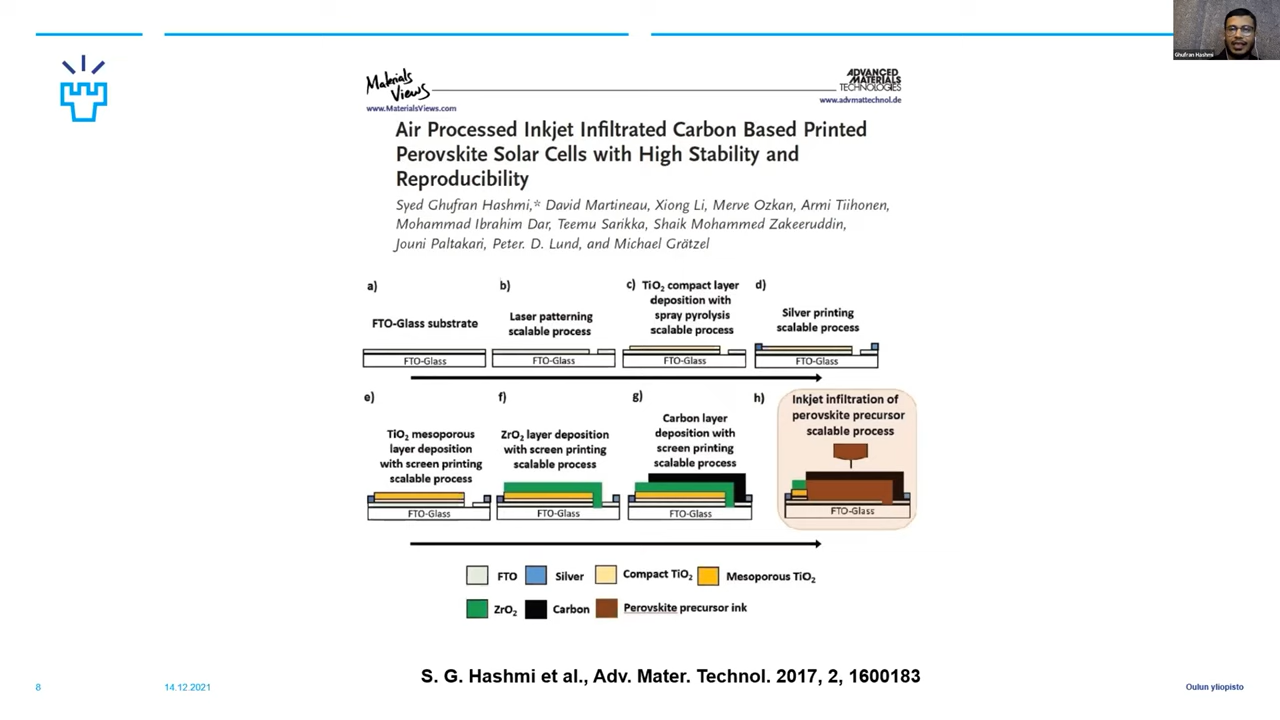 Ghufran Hashmi
Materials
Views
www.MaterialsViews.com
ADVANCED
MATERIALS
TECHNOLOGIES
www.advmattechnol.de
Air Processed Inkjet Infiltrated Carbon Based Printed
Perovskite Solar Cells with High Stability and
Reproducibility
Syed Ghufran Hashmi,* David Martineau, Xiong Li, Merve Ozkan, Armi Tiihonen,
Mohammad Ibrahim Dar, Teemu Sarikka, Shaik Mohammed Zakeeruddin,
Jouni Paltakari, Peter. D. Lund, and Michael Grätzel
a)
FTO-Glass substrate
FTO-Glass
b)
Laser patterning
scalable process
FTO-Glass
c) TiO₂ compact layer
deposition with
spray pyrolysis
scalable process
FTO-Glass
d)
Silver printing
scalable process
FTO-Glass
e)
TiO₂ mesoporous
layer deposition
with screen printing
scalable process
FTO-Glass
f)
ZrO₂ layer deposition
with screen printing
scalable process
FTO-Glass
g)
Carbon layer
deposition with
screen printing
scalable process
FTO-Glass
h)
Inkjet infiltration of
perovskite precursor
scalable process
FTO-Glass
FTO Silver Compact TiO₂ Mesoporous TiO₂
ZrO₂ Carbon Perovskite precursor ink
S. G. Hashmi et al., Adv. Mater. Technol. 2017, 2, 1600183
8
14.12.2021
Oulun yliopisto